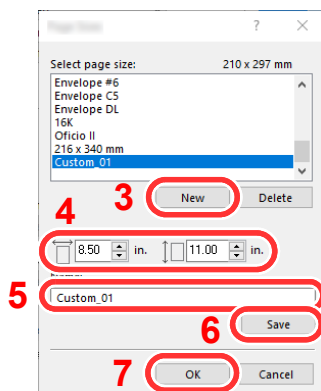 ?
Select page size: 210 x 297 mm
Envelope #6
Envelope C5
Envelope DL
16K
Oficio II
216 x 340 mm
Custom_01
3 New Delete
4
8.50 in. 11.00 in.
5
Custom_01
6 Save
7 OK Cancel